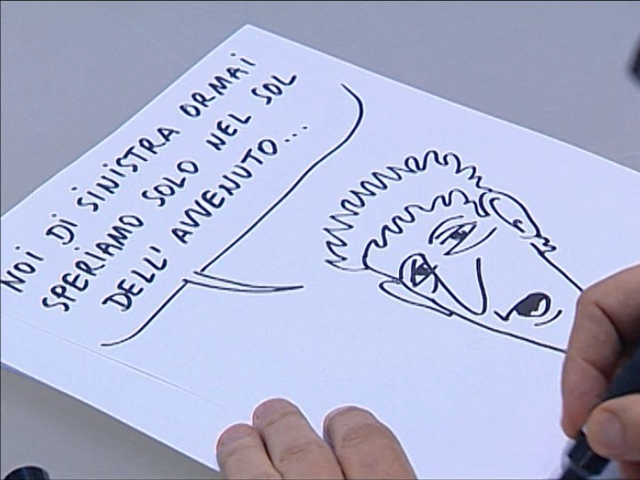 NOI DI SINISTRA ORMAI
SPERIAMO SOLO NEL SOL
DELL' AVVENUTO...